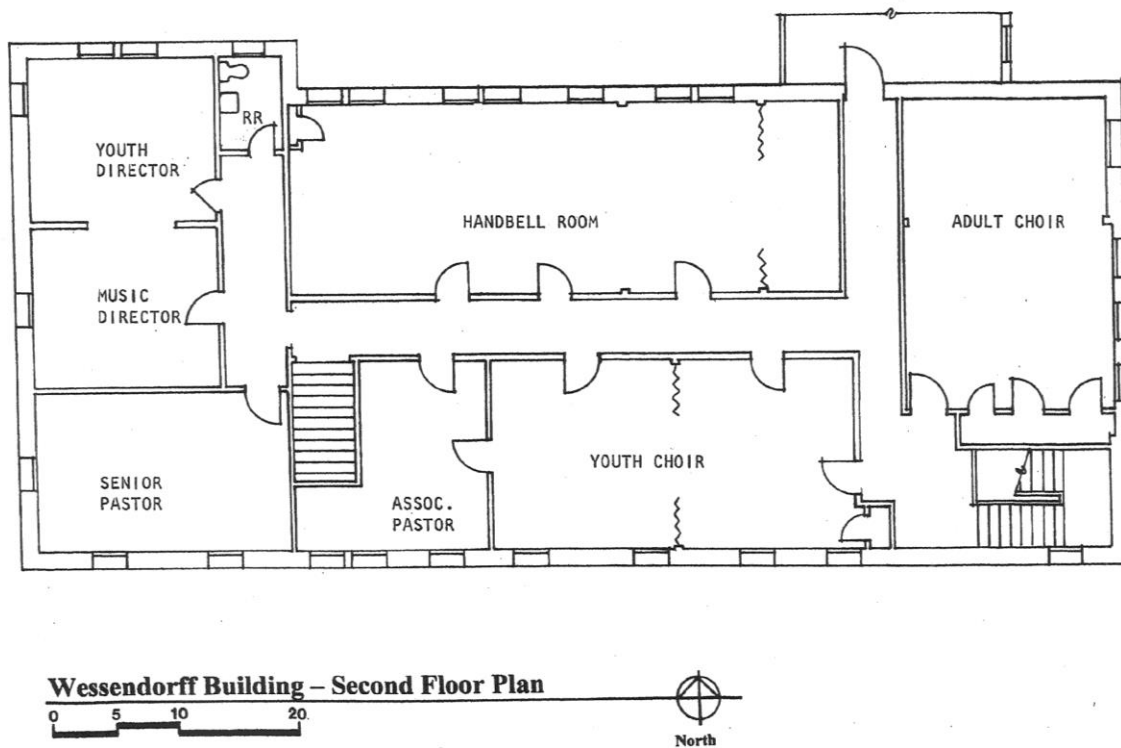 RR
YOUTH
DIRECTOR
HANDBELL ROOM
ADULT CHOIR
MUSIC
DIRECTOR
SENIOR
PASTOR
ASSOC.
PASTOR
YOUTH CHOIR
Wessendorff Building – Second Floor Plan
0 5 10 20
North